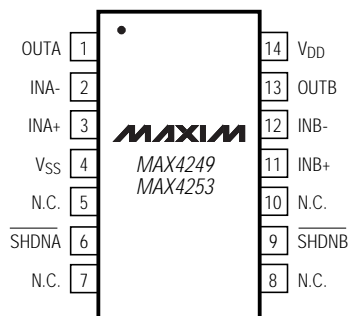 OUTA 1
INA- 2
INA+ 3
VSS 4
N.C. 5
SHDNA 6
N.C. 7
MAXIM
MAX4249
MAX4253
14 VDD
13 OUTB
12 INB-
11 INB+
10 N.C.
9 SHDNB
8 N.C.